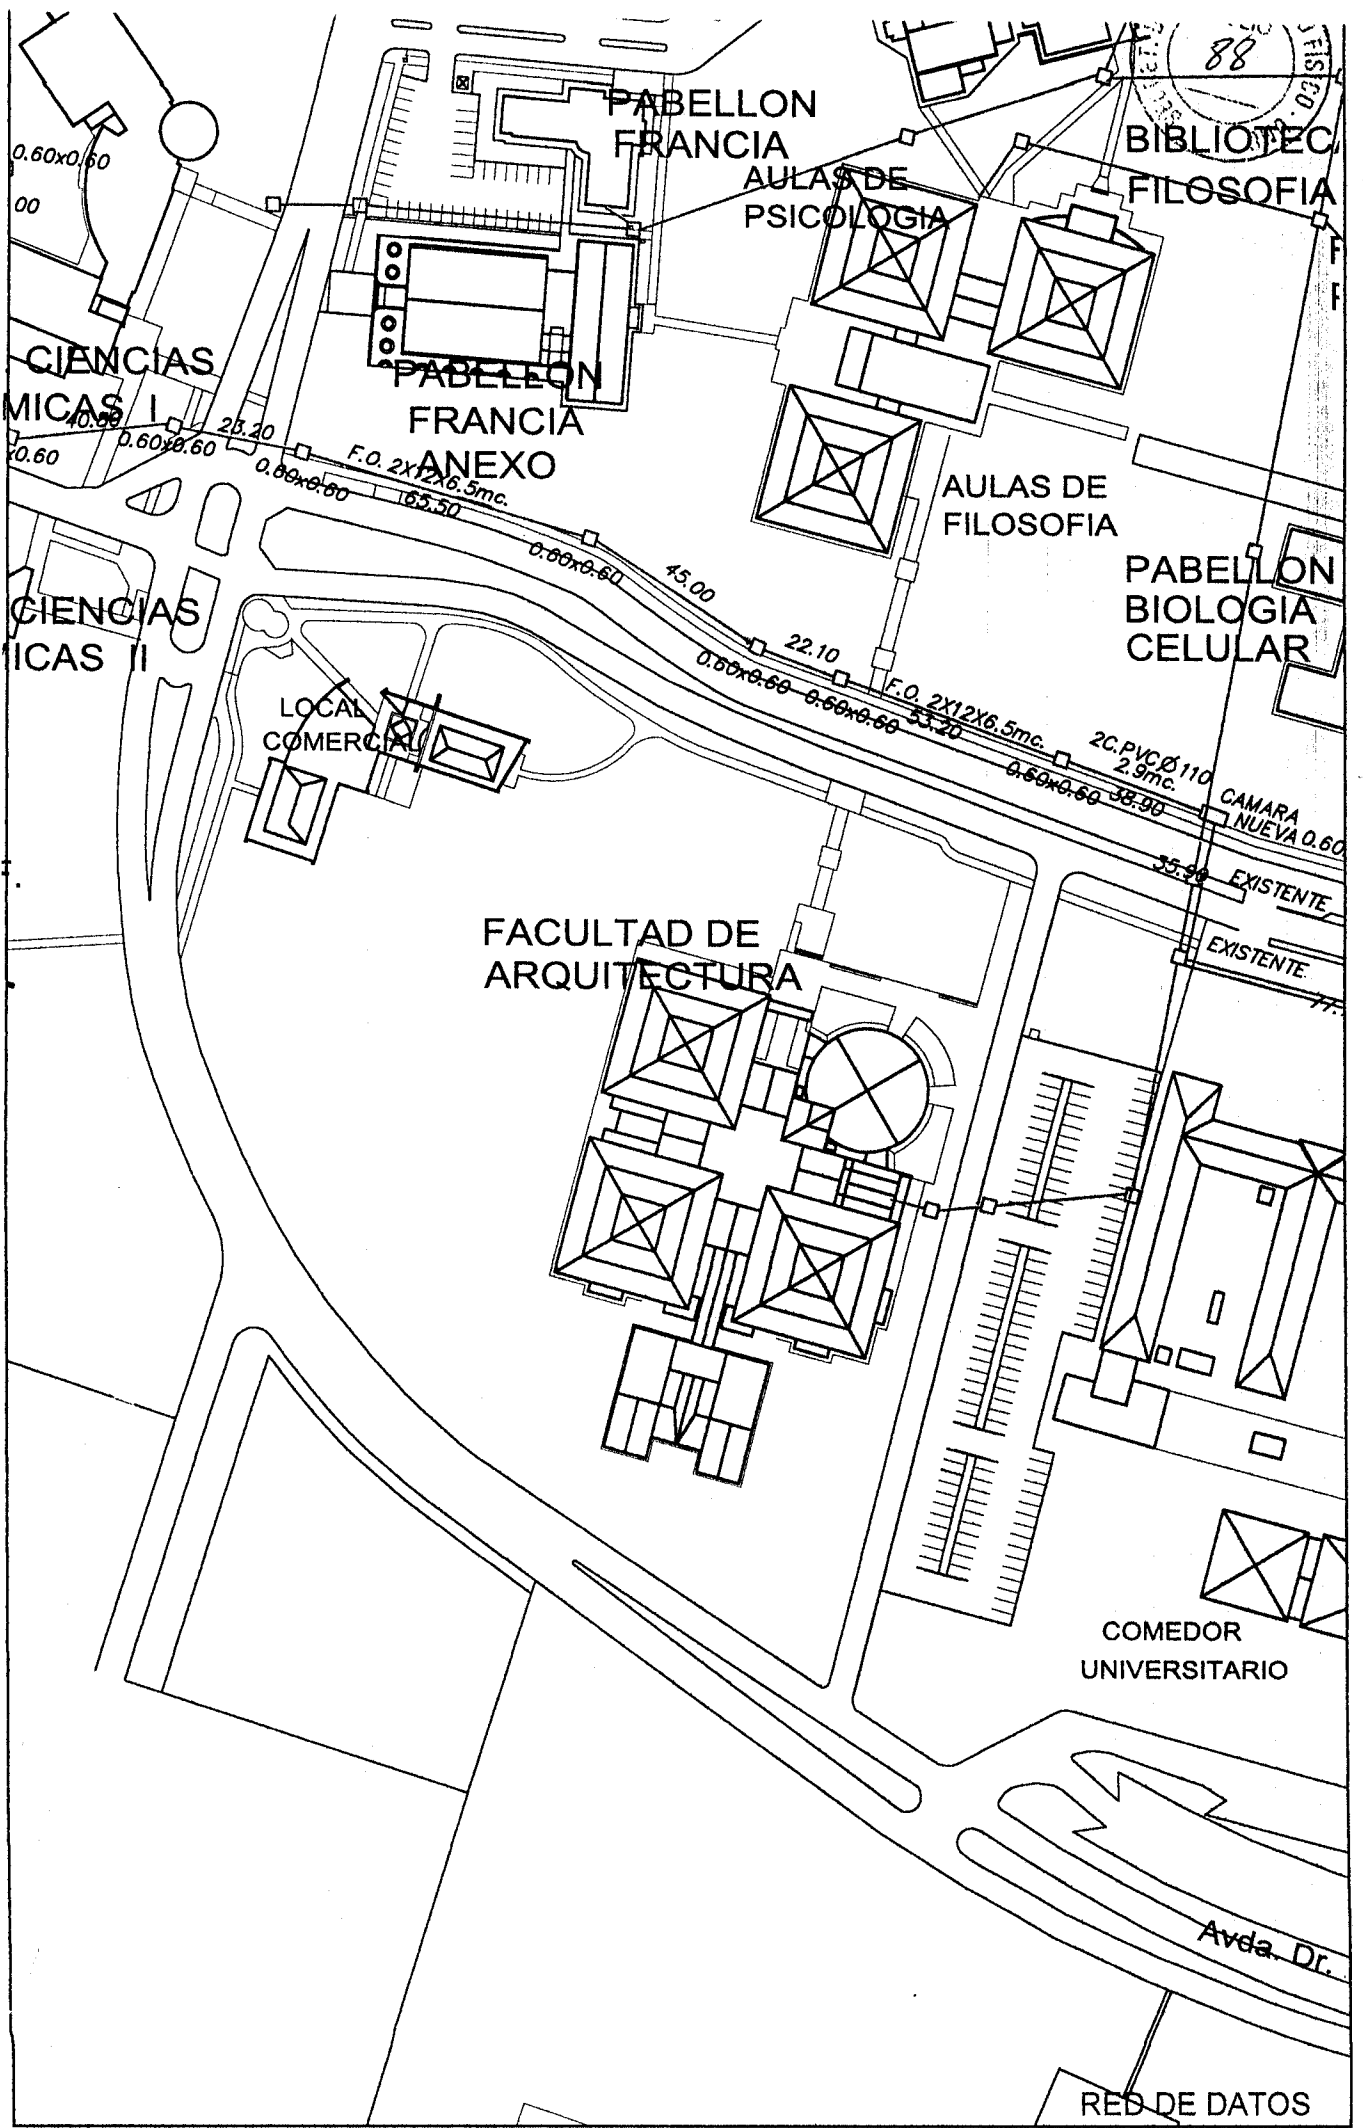 88
FISICO
PABELLON
FRANCIA
BIBLIOTEC
FILOSOFIA
AULAS DE
PSICOLOGIA
0.60x0.60
00
F
F
CIENCIAS
MICAS I
PABELLON
FRANCIA
ANEXO
40.80
0.60x0.60
23.20
x0.60
0.60x0.60
F.O. 2X12X6.5mc.
65.50
0.60x0.60
45.00
AULAS DE
FILOSOFIA
PABELLON
BIOLOGIA
CELULAR
CIENCIAS
ICAS II
22.10
0.60x0.60
0.60x0.60
F.O. 2X12X6.5mc.
53.20
LOCAL
COMERCIAL
2C.PVCØ110
2.9mc.
0.60x0.60
38.90
CAMARA
NUEVA 0.60
35.90
EXISTENTE
EXISTENTE
77.
FACULTAD DE
ARQUITECTURA
COMEDOR
UNIVERSITARIO
Avda. Dr.
RED DE DATOS